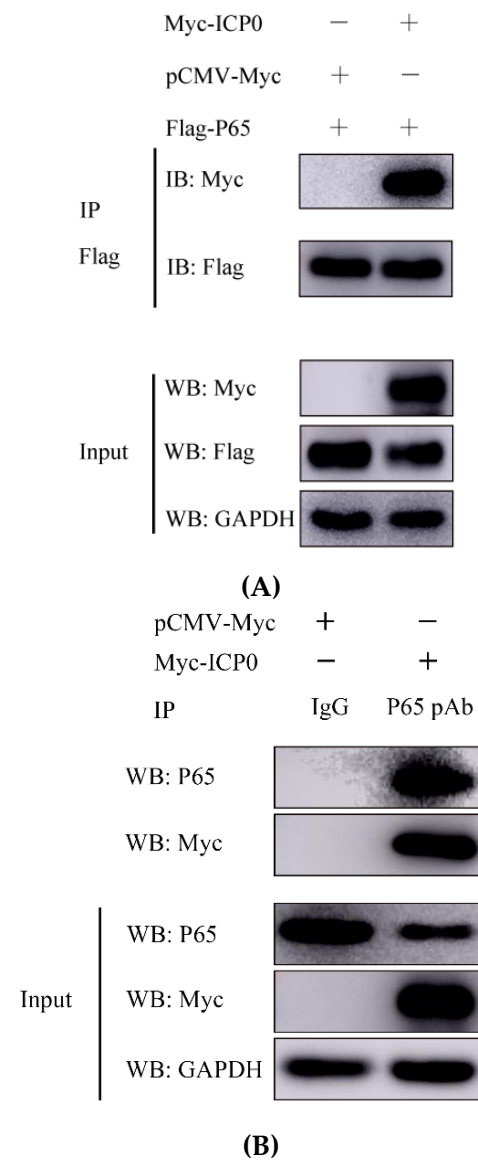 Myc-ICP0 − +
pCMV-Myc + −
Flag-P65 + +
IP
Flag
IB: Myc
IB: Flag
Input
WB: Myc
WB: Flag
WB: GAPDH
(A)
pCMV-Myc + −
Myc-ICP0 − +
IP IgG P65 pAb
WB: P65
WB: Myc
Input
WB: P65
WB: Myc
WB: GAPDH
(B)